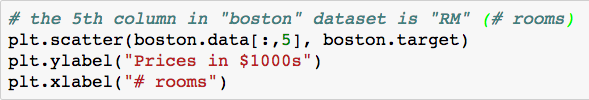 # the 5th column in "boston" dataset is "RM" (# rooms)
plt.scatter(boston.data[:,5], boston.target)
plt.ylabel("Prices in $1000s")
plt.xlabel("# rooms")